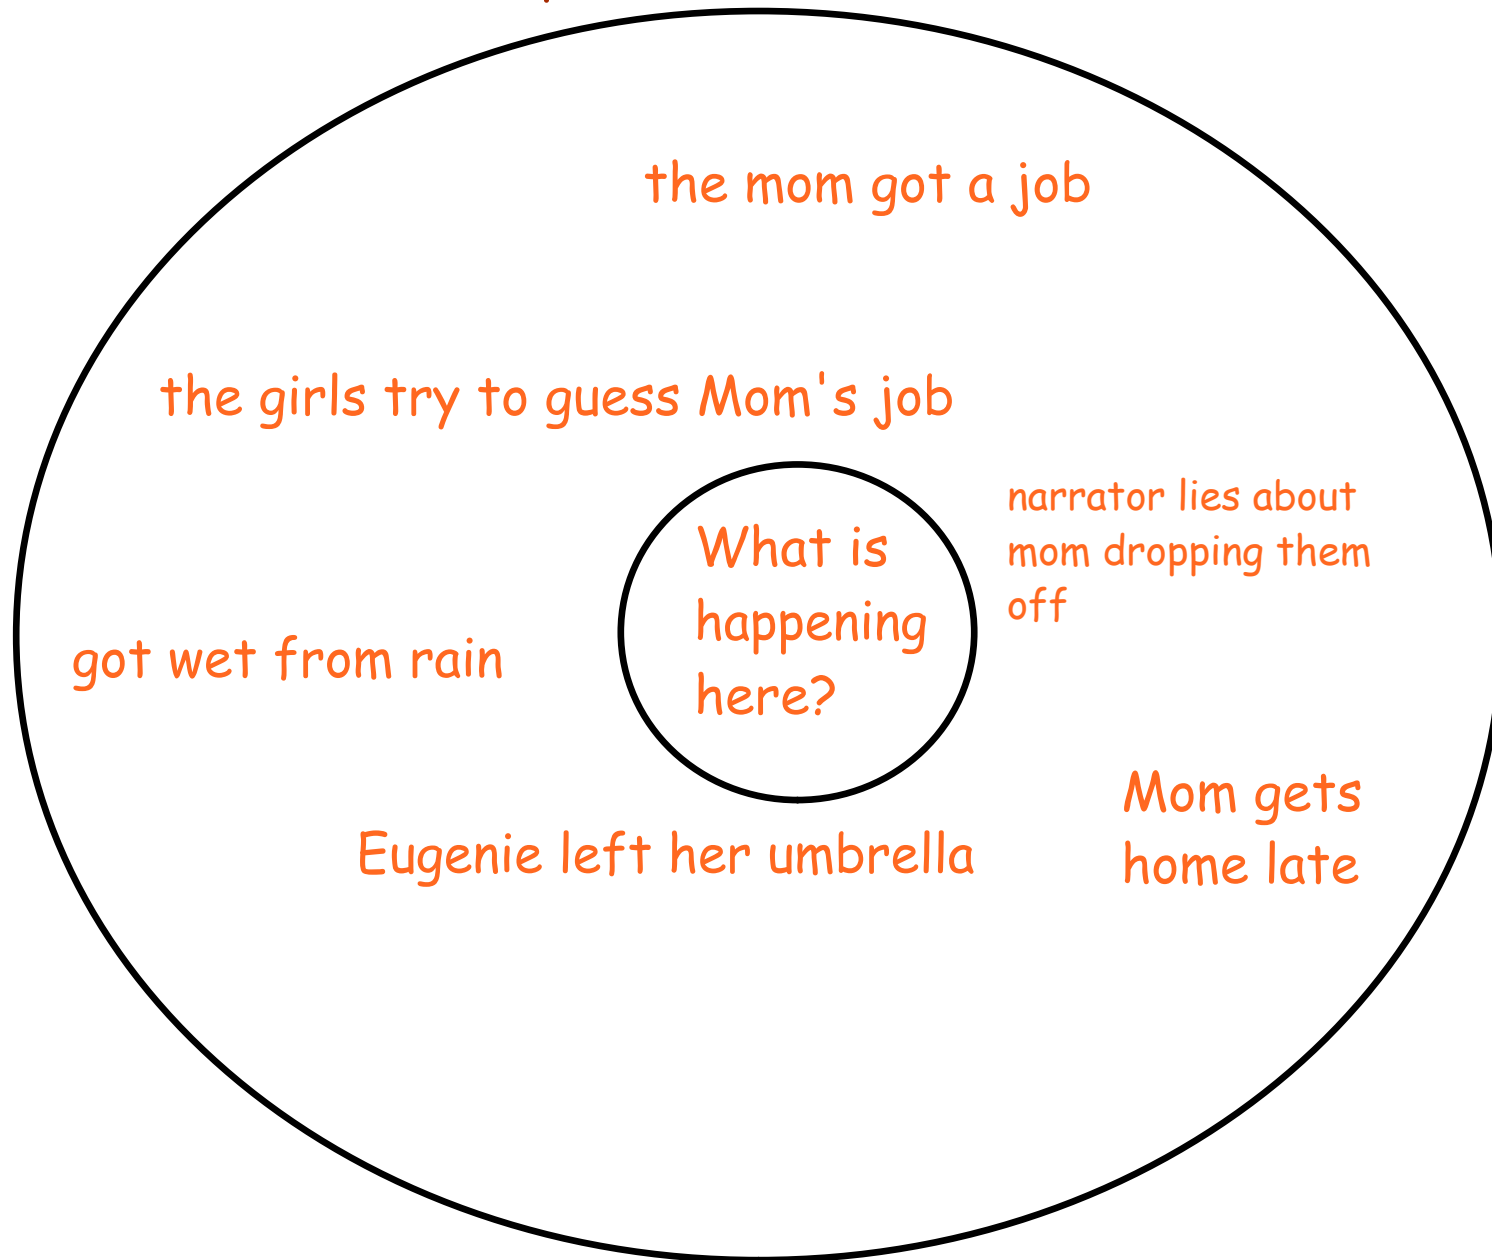 the mom got a job
the girls try to guess Mom's job
narrator lies about
mom dropping them
off
What is
happening
here?
got wet from rain
Mom gets
home late
Eugenie left her umbrella